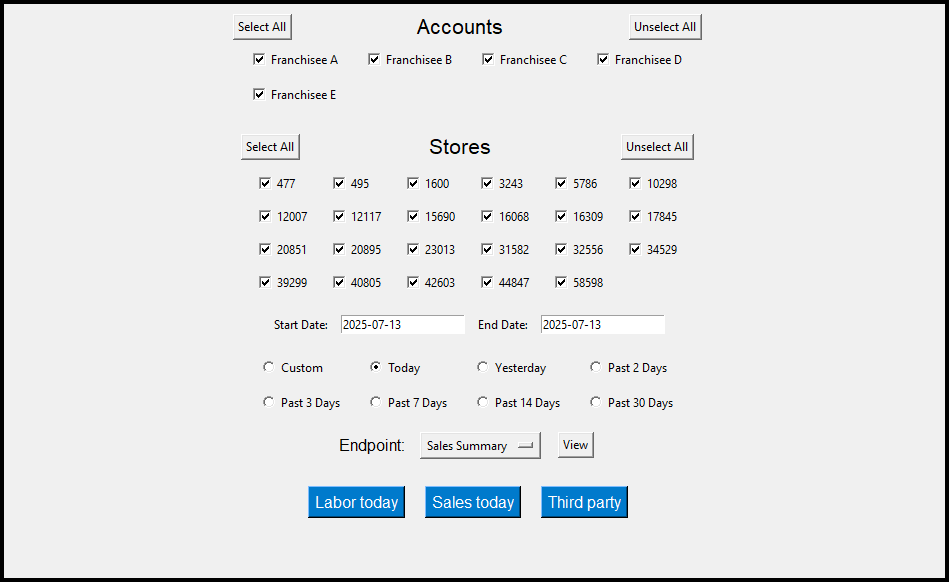 Select All Accounts Unselect All
Franchisee A Franchisee B Franchisee C Franchisee D
Franchisee E
Select All Stores Unselect All
477 495 1600 3243 5786 10298
12007 12117 15690 16068 16309 17845
20851 20895 23013 31582 32556 34529
39299 40805 42603 44847 58598
Start Date: 2025-07-13 End Date: 2025-07-13
Custom Today Yesterday Past 2 Days
Past 3 Days Past 7 Days Past 14 Days Past 30 Days
Endpoint: Sales Summary View
Labor today Sales today Third party